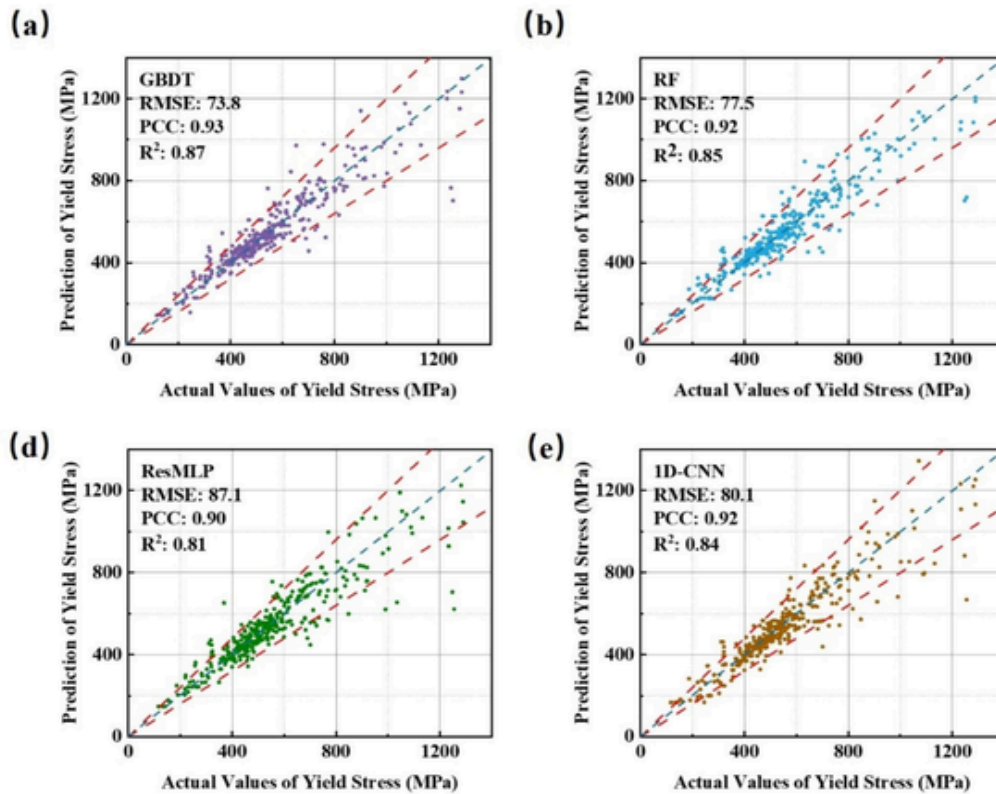 (a)
GBDT
RMSE: 73.8
PCC: 0.93
R²: 0.87
Prediction of Yield Stress (MPa)
1200
800
400
0
0 400 800 1200
Actual Values of Yield Stress (MPa)
(b)
RF
RMSE: 77.5
PCC: 0.92
R2: 0.85
Prediction of Yield Stress (MPa)
1200
800
400
0
0 400 800 1200
Actual Values of Yield Stress (MPa)
(d)
ResMLP
RMSE: 87.1
PCC: 0.90
R²: 0.81
Prediction of Yield Stress (MPa)
1200
800
400
0
0 400 800 1200
Actual Values of Yield Stress (MPa)
(e)
1D-CNN
RMSE: 80.1
PCC: 0.92
R²: 0.84
Prediction of Yield Stress (MPa)
1200
800
400
0
0 400 800 1200
Actual Values of Yield Stress (MPa)